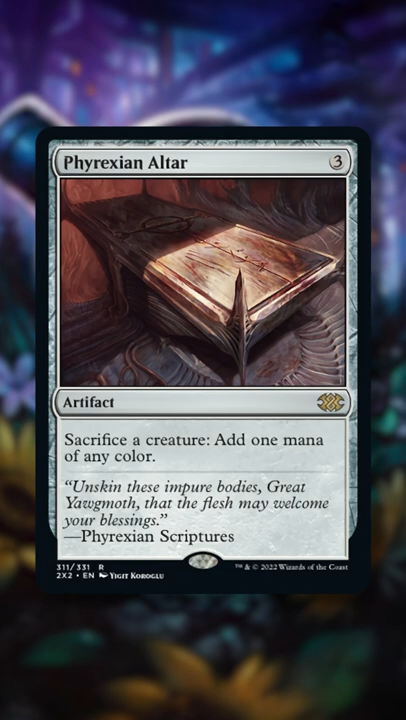 Phyrexian Altar 3
Artifact
Sacrifice a creature: Add one mana
of any color.
“Unskin these impure bodies, Great
Yawgmoth, that the flesh may welcome
your blessings.”
—Phyrexian Scriptures
311/331 R
2X2 • EN YIGIT KOROGLU
™ & © 2022 Wizards of the Coast